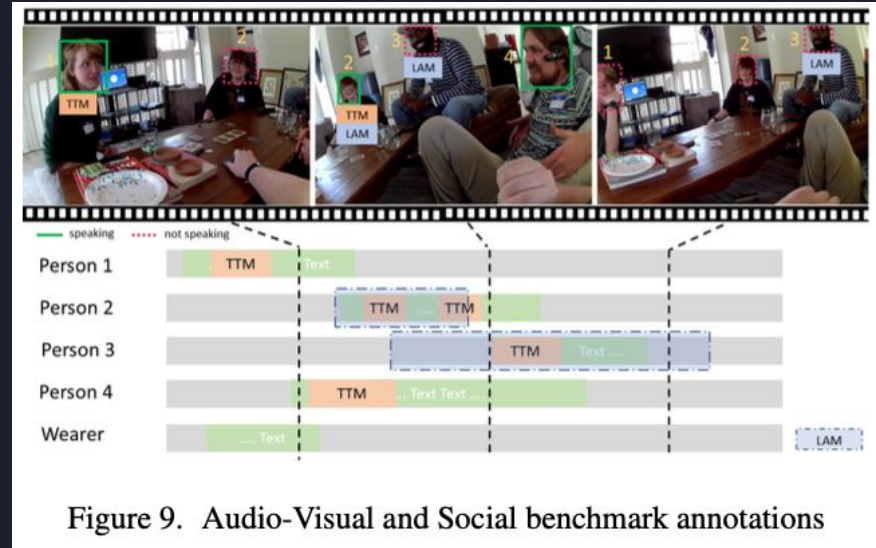 1
2
TTM
3
LAM
2
TTM
LAM
4
1
2
3
LAM
speaking
not speaking
Person 1
TTM
Text
Person 2
TTM
....
TTM
Person 3
TTM
Text ....
Person 4
TTM
... Text Text ....
Wearer
.... Text
LAM
Figure 9. Audio-Visual and Social benchmark annotations